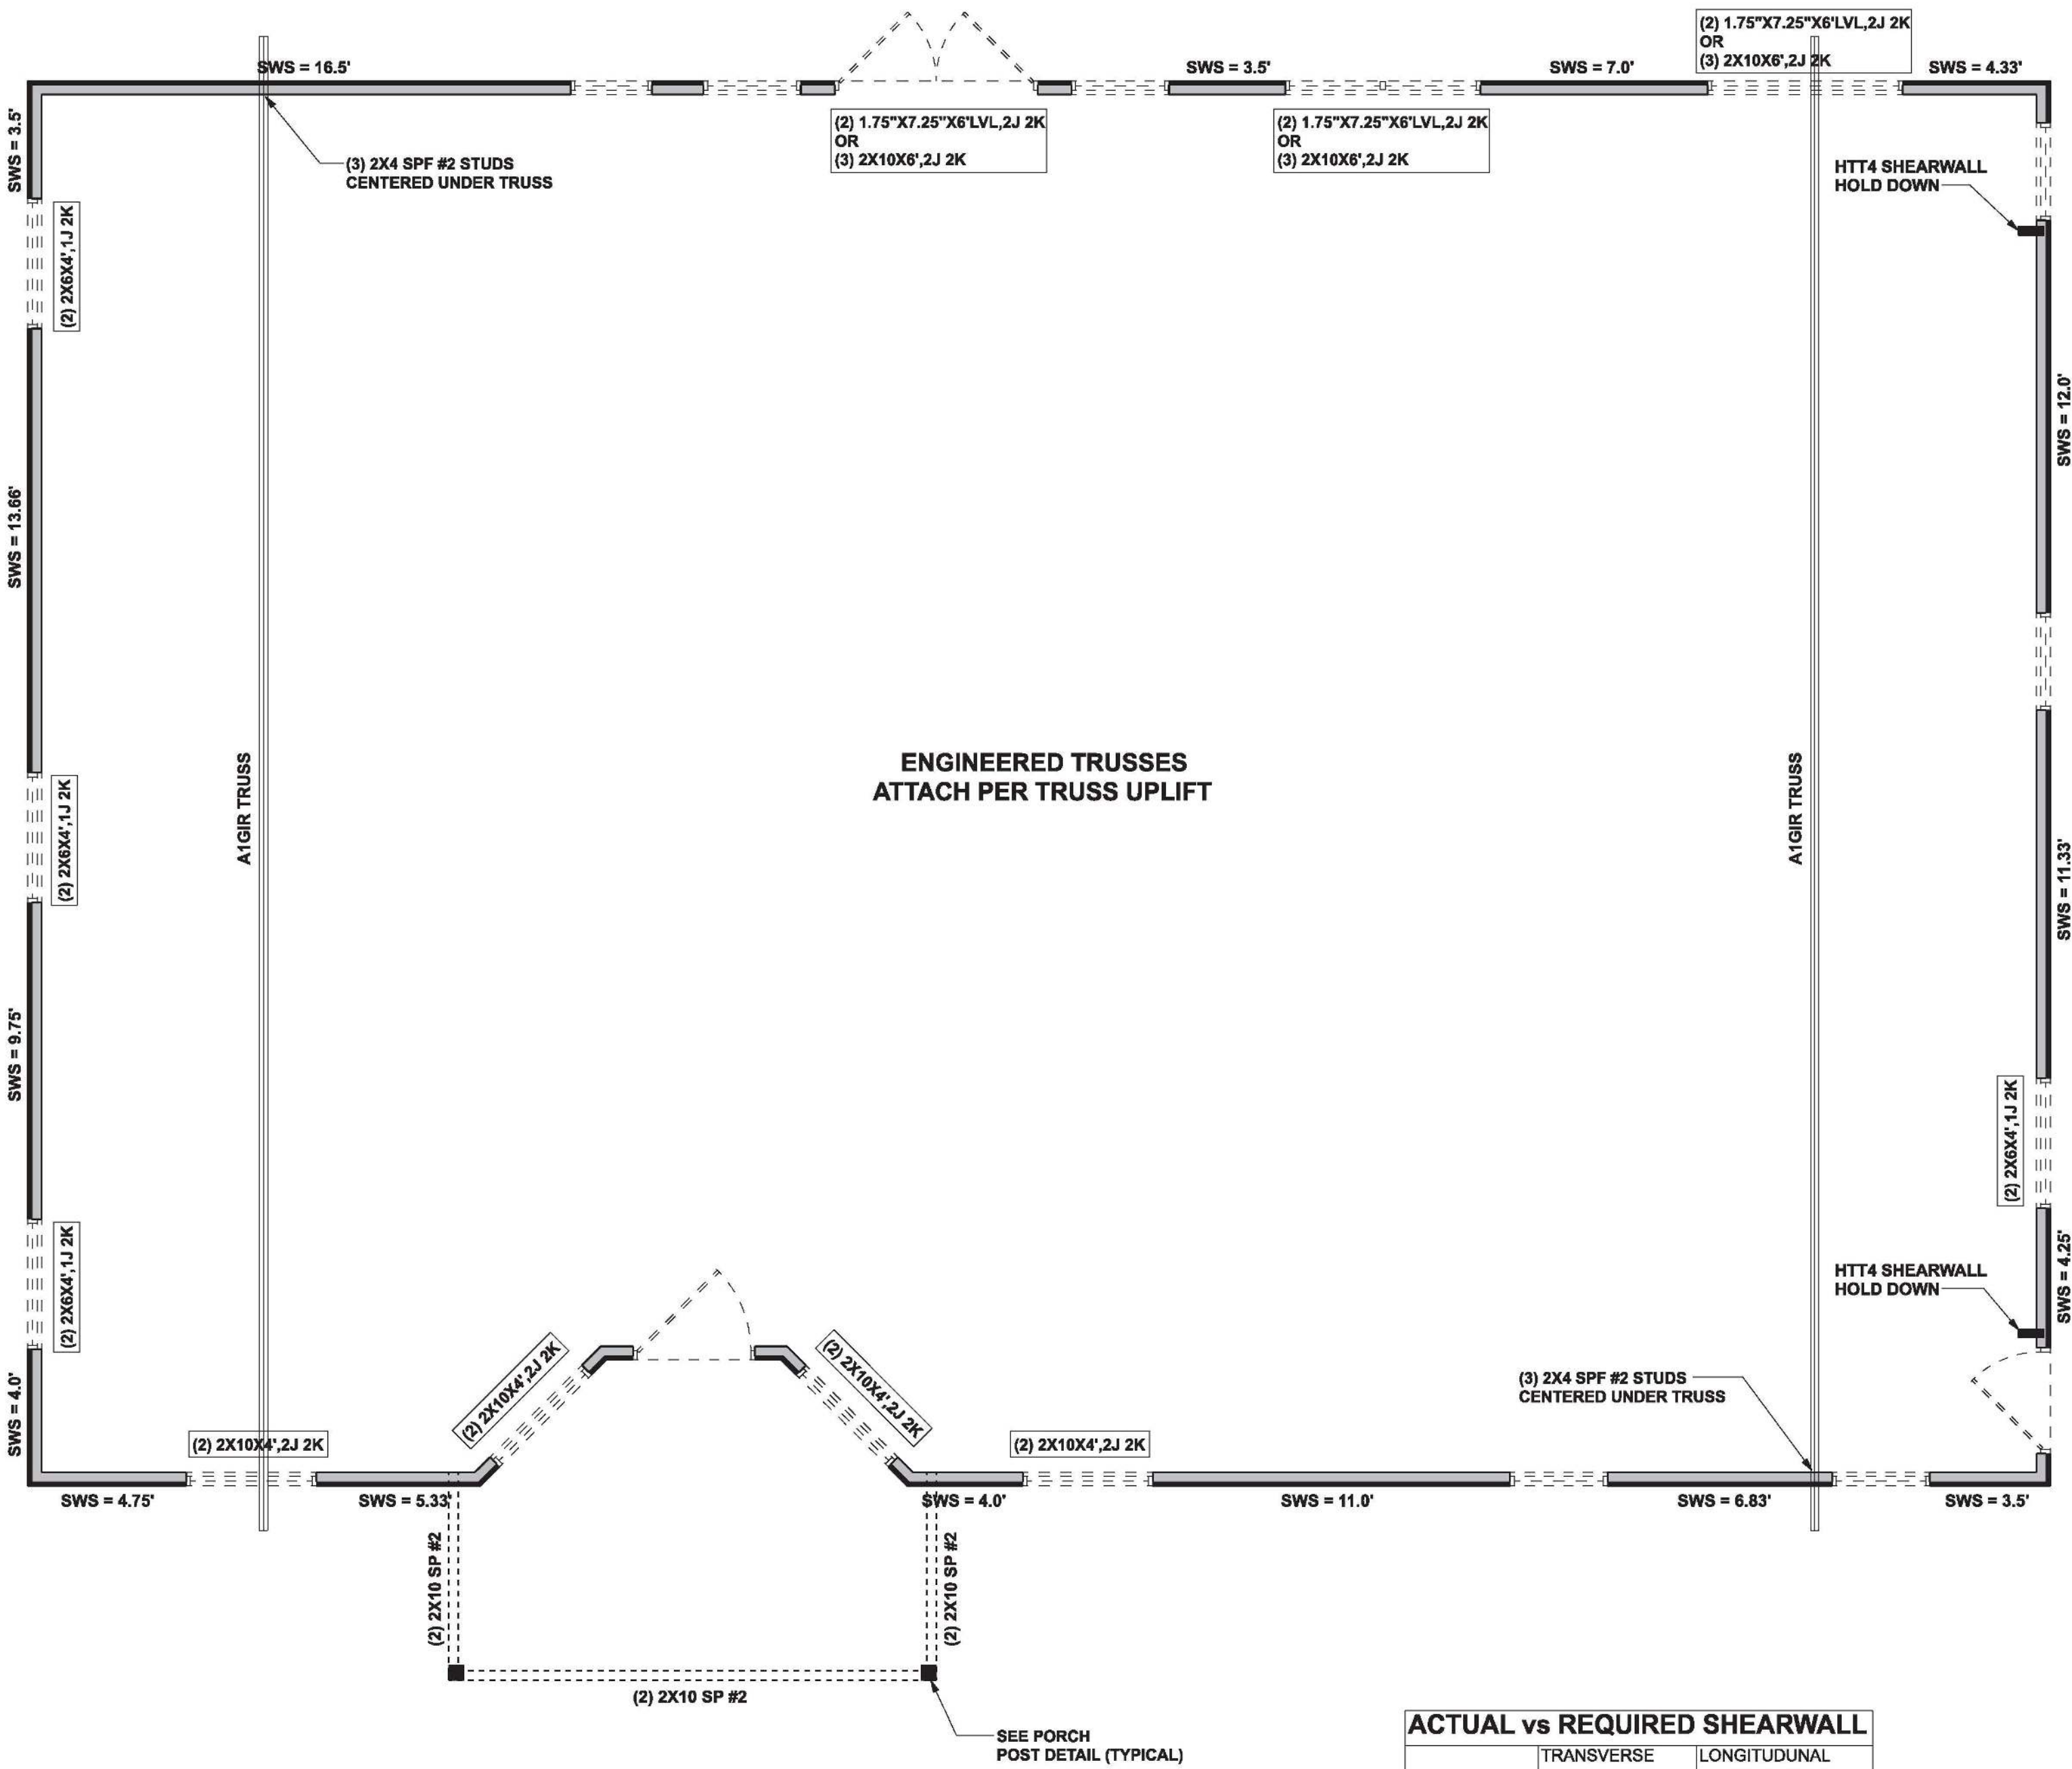 (2) 1.75"X7.25"X6'LVL,2J 2K
OR
(3) 2X10X6',2J 2K
SWS = 16.5'
SWS = 3.5'
SWS = 7.0'
SWS = 4.33'
SWS = 3.5'
(2) 1.75"X7.25"X6'LVL,2J 2K
OR
(3) 2X10X6',2J 2K
(2) 1.75"X7.25"X6'LVL,2J 2K
OR
(3) 2X10X6',2J 2K
(3) 2X4 SPF #2 STUDS
CENTERED UNDER TRUSS
HTT4 SHEARWALL
HOLD DOWN
(2) 2X6X4',1J 2K
SWS = 12.0'
SWS = 13.66'
ENGINEERED TRUSSES
ATTACH PER TRUSS UPLIFT
A1GIR TRUSS
A1GIR TRUSS
(2) 2X6X4',1J 2K
SWS = 11.33'
SWS = 9.75'
(2) 2X6X4',1J 2K
(2) 2X6X4',1J 2K
SWS = 4.25'
HTT4 SHEARWALL
HOLD DOWN
SWS = 4.0'
(2) 2X10X4',2J 2K
(2) 2X10X4',2J 2K
(3) 2X4 SPF #2 STUDS
CENTERED UNDER TRUSS
(2) 2X10X4',2J 2K
(2) 2X10X4',2J 2K
SWS = 4.75'
SWS = 5.33'
SWS = 4.0'
SWS = 11.0'
SWS = 6.83'
SWS = 3.5'
(2) 2X10 SP #2
(2) 2X10 SP #2
(2) 2X10 SP #2
SEE PORCH
POST DETAIL (TYPICAL)
ACTUAL vs REQUIRED SHEARWALL
TRANSVERSE
LONGITUDUNAL